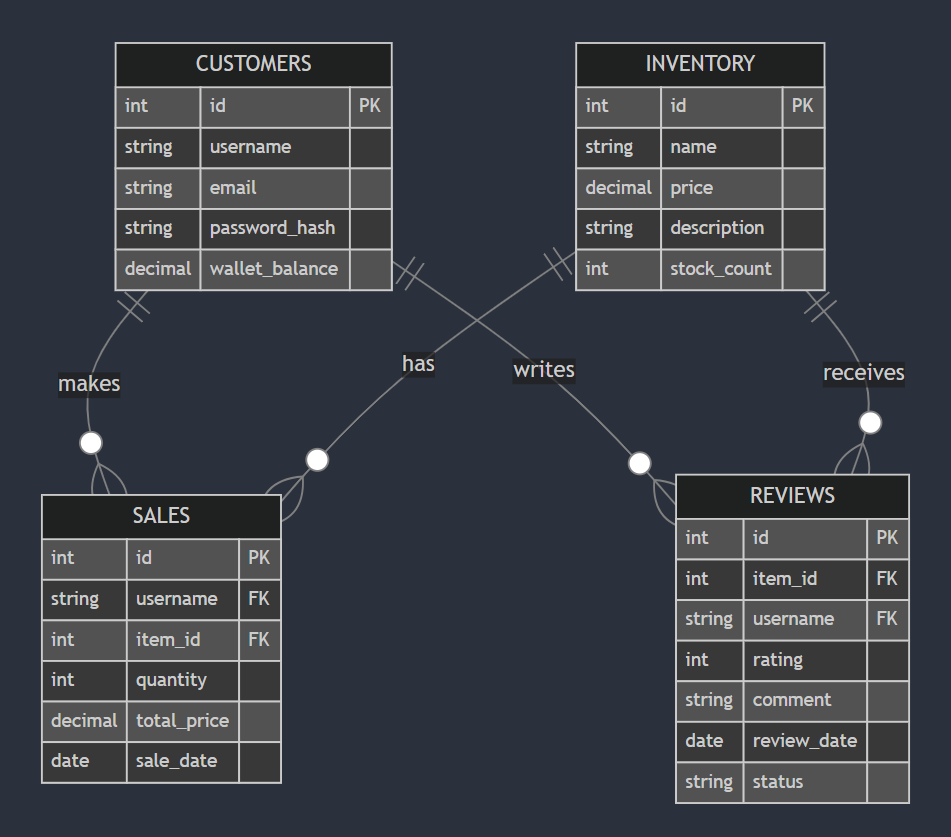 CUSTOMERS
int id PK
string username
string email
string password_hash
decimal wallet_balance
INVENTORY
int id PK
string name
decimal price
string description
int stock_count
makes
has
writes
receives
SALES
int id PK
string username FK
int item_id FK
int quantity
decimal total_price
date sale_date
REVIEWS
int id PK
int item_id FK
string username FK
int rating
string comment
date review_date
string status